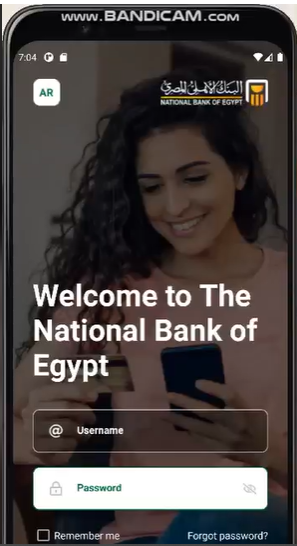 www.BANDICAM.com
7:04
AR
البنك الأهلي المصري
NATIONAL BANK OF EGYPT
Welcome to The
National Bank of
Egypt
@ Username
Password
Remember me Forgot password?